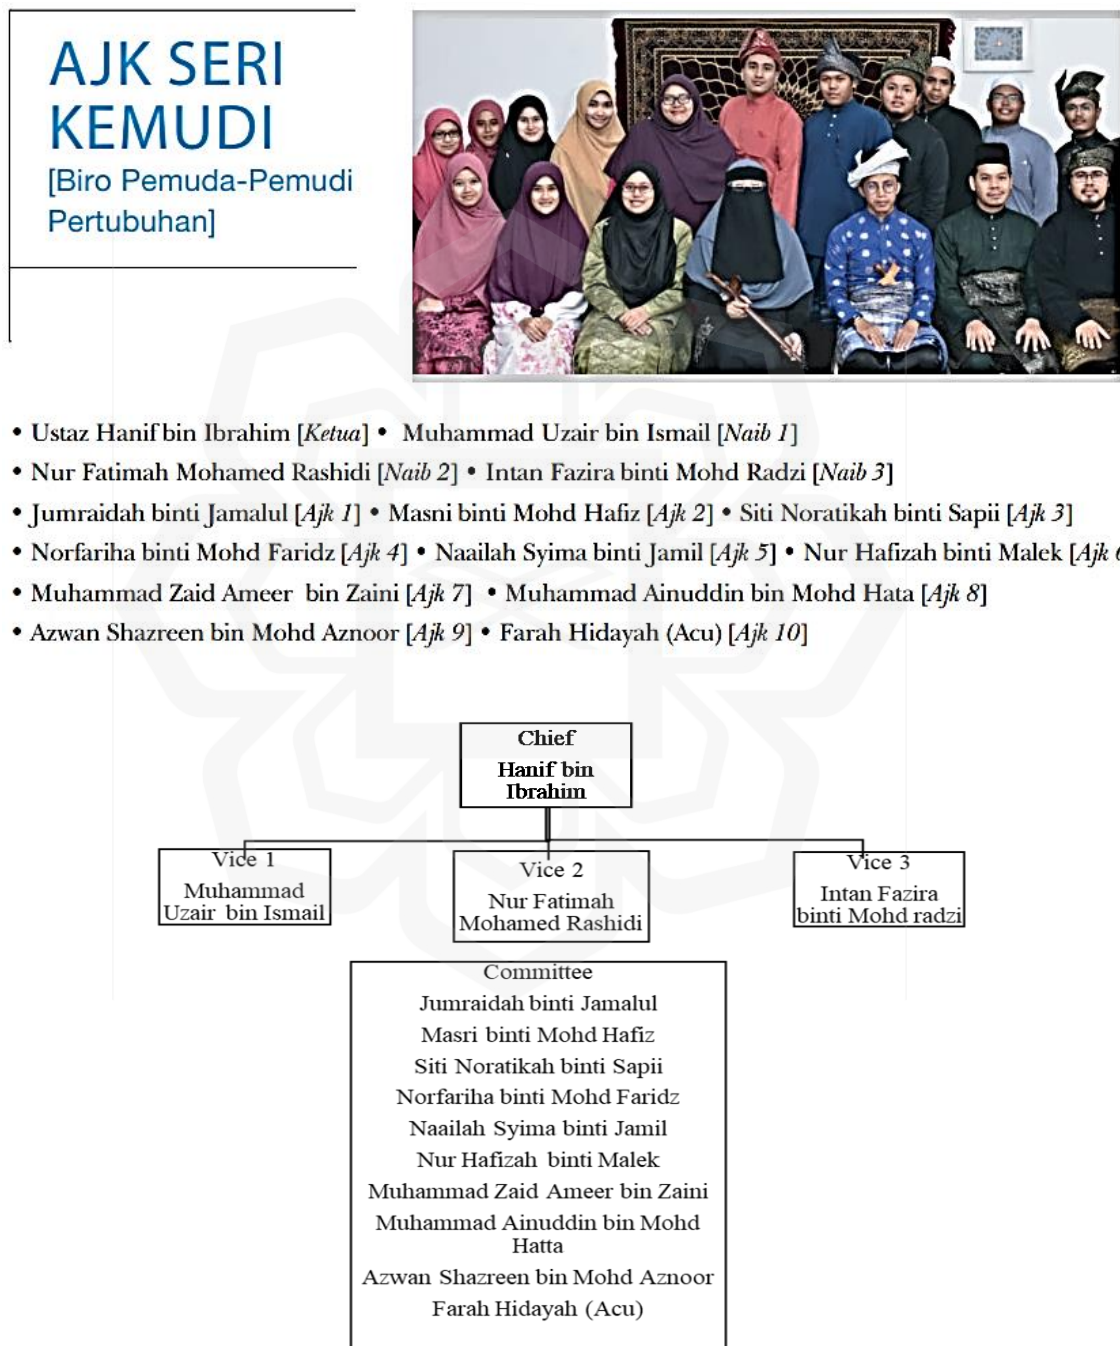 AJK SERI
KEMUDI
[Biro Pemuda-Pemudi
Pertubuhan]
• Ustaz Hanif bin Ibrahim [Ketua] • Muhammad Uzair bin Ismail [Naib 1]
• Nur Fatimah Mohamed Rashidi [Naib 2] • Intan Fazira binti Mohd Radzi [Naib 3]
• Jumraidah binti Jamalul [Ajk 1] • Masni binti Mohd Hafiz [Ajk 2] • Siti Noratikah binti Sapii [Ajk 3]
• Norfariha binti Mohd Faridz [Ajk 4] • Naailah Syima binti Jamil [Ajk 5] • Nur Hafizah binti Malek [Ajk 6
• Muhammad Zaid Ameer bin Zaini [Ajk 7] • Muhammad Ainuddin bin Mohd Hata [Ajk 8]
• Azwan Shazreen bin Mohd Aznoor [Ajk 9] • Farah Hidayah (Acu) [Ajk 10]
Chief
Hanif bin
Ibrahim
Vice 1
Muhammad
Uzair bin Ismail
Vice 2
Nur Fatimah
Mohamed Rashidi
Vice 3
Intan Fazira
binti Mohd radzi
Committee
Jumraidah binti Jamalul
Masri binti Mohd Hafiz
Siti Noratikah binti Sapii
Norfariha binti Mohd Faridz
Naailah Syima binti Jamil
Nur Hafizah binti Malek
Muhammad Zaid Ameer bin Zaini
Muhammad Ainuddin bin Mohd
Hatta
Azwan Shazreen bin Mohd Aznoor
Farah Hidayah (Acu)